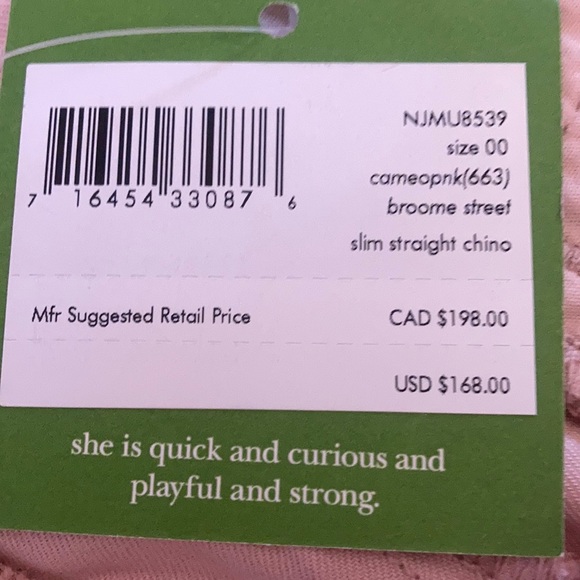 NJMU8539
size 00
cameopnk(663)
broome street
slim straight chino
7 16454 33087 6
Mfr Suggested Retail Price CAD $198.00
USD $168.00
she is quick and curious and
playful and strong.